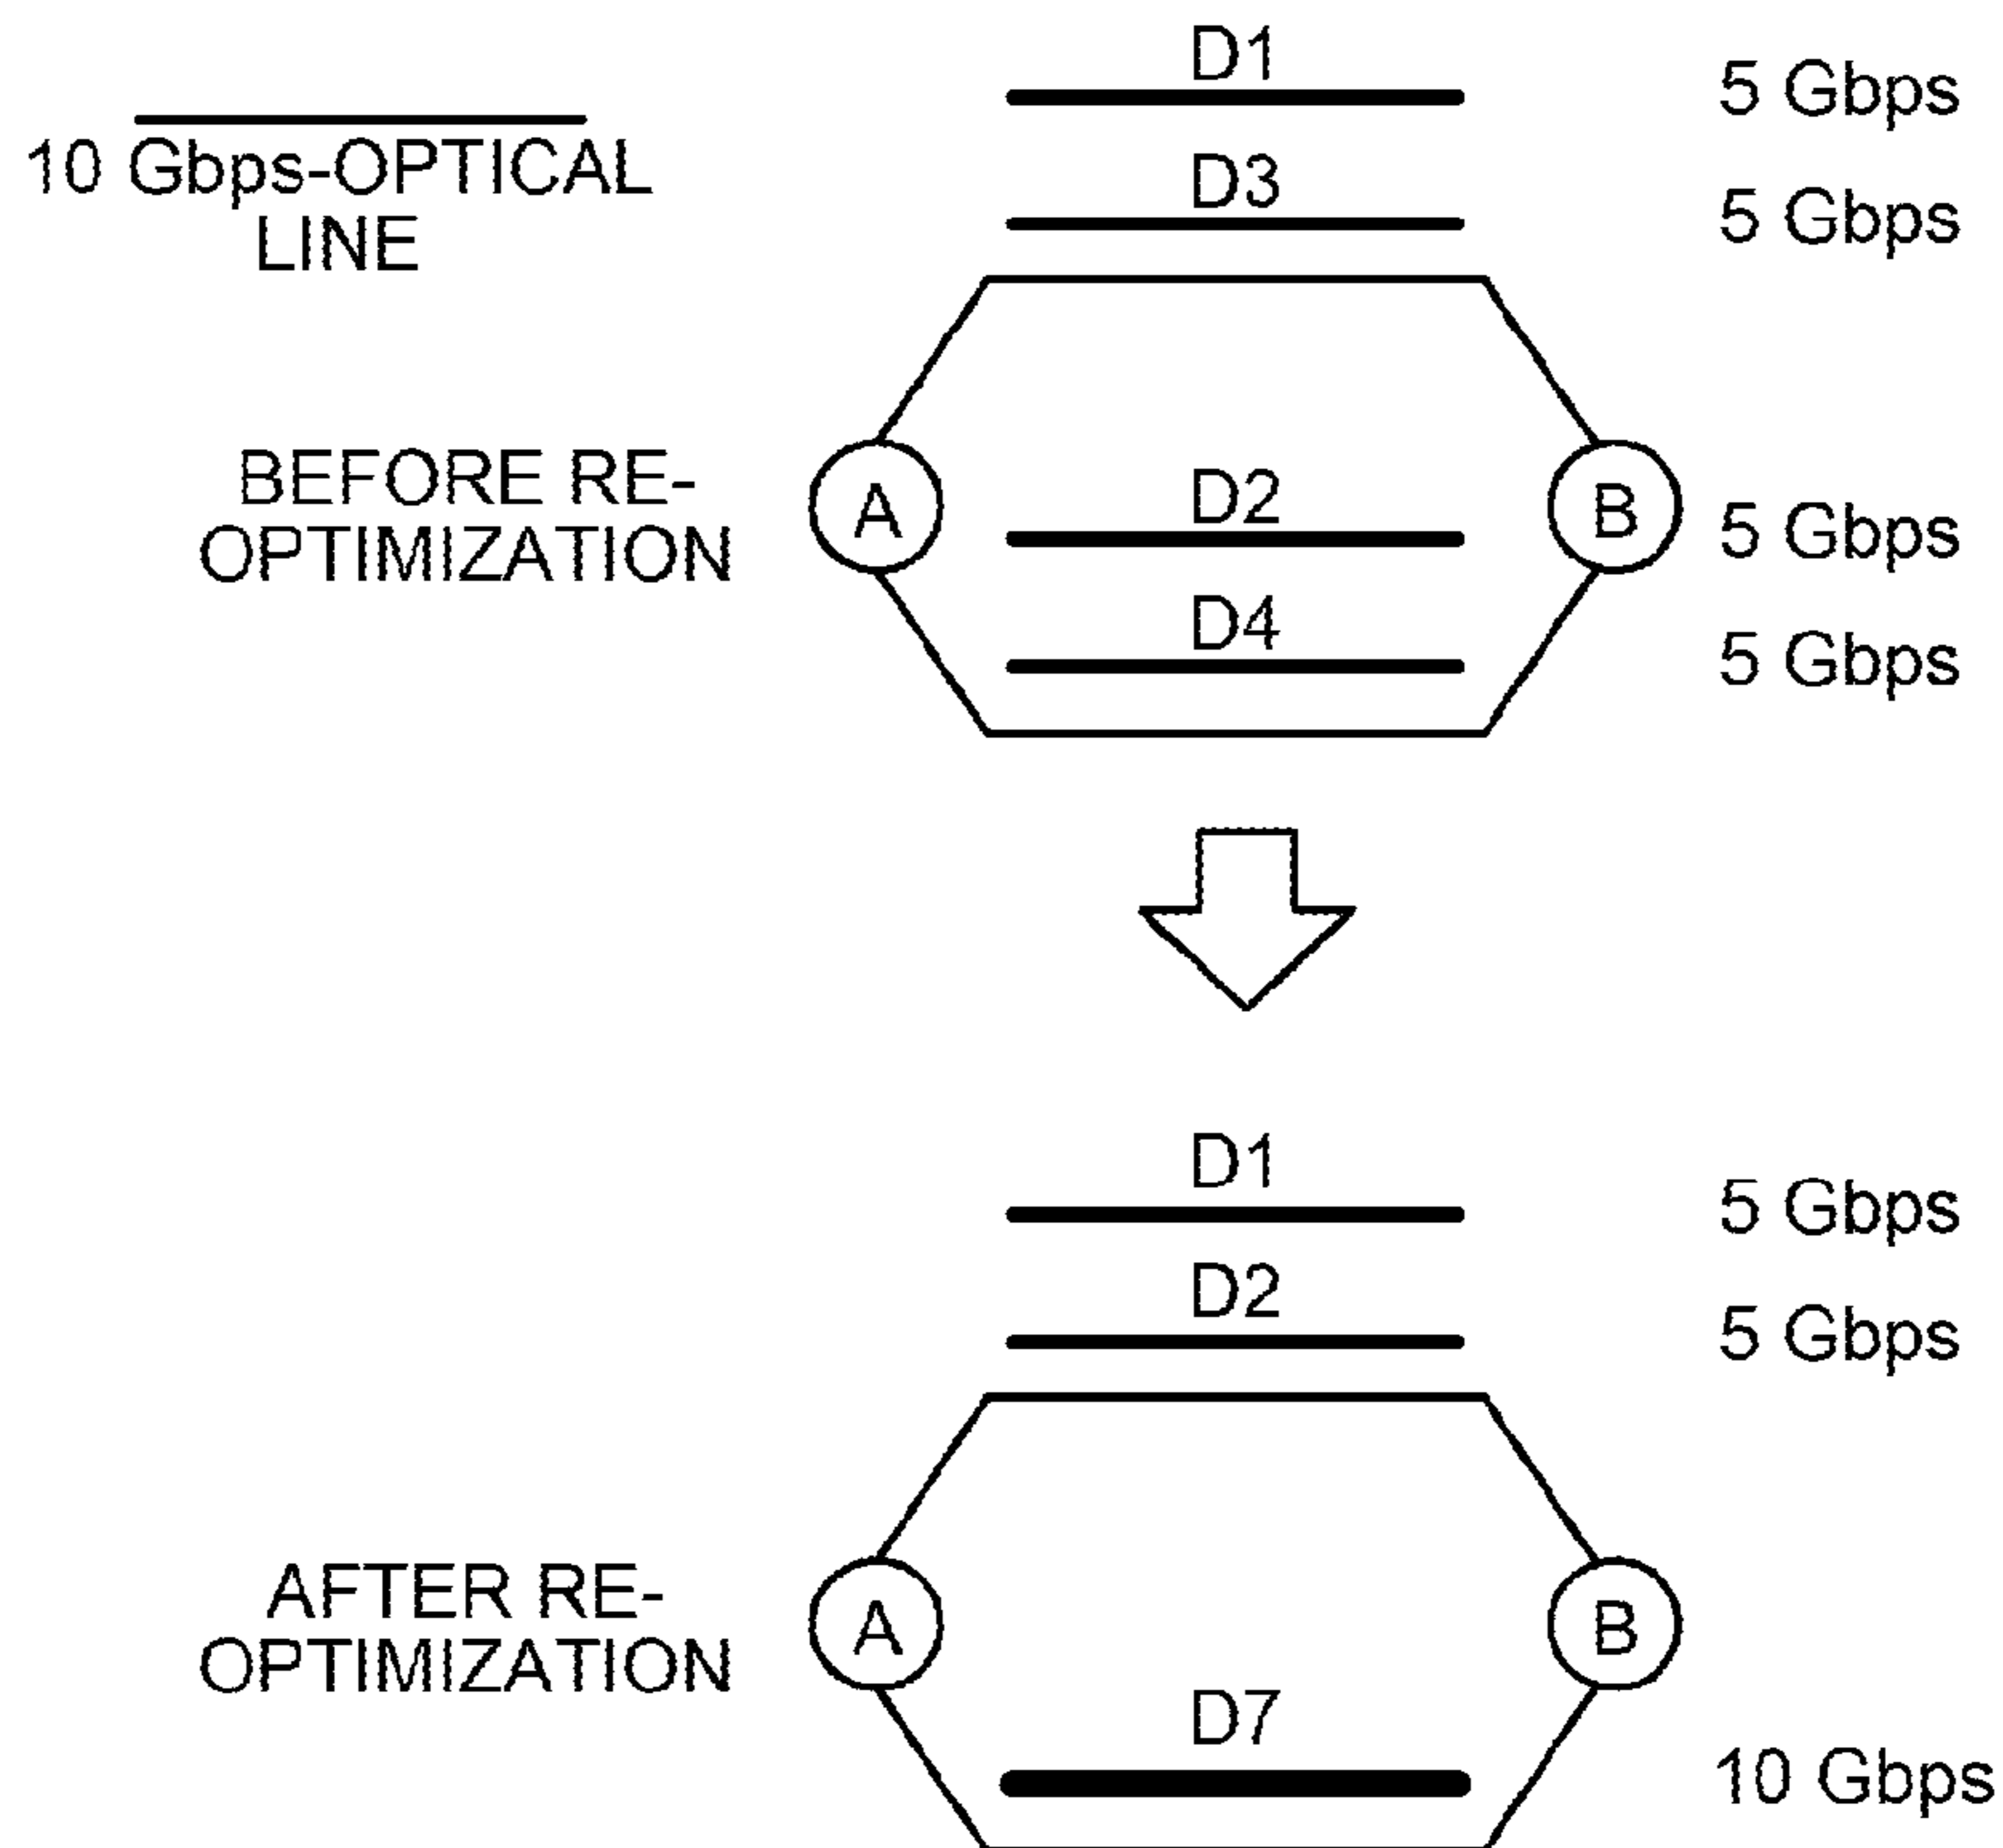 D1
5 Gbps
10 Gbps-OPTICAL
LINE
D3
5 Gbps
BEFORE RE-
OPTIMIZATION
A
D2
B
5 Gbps
D4
5 Gbps
D1
5 Gbps
D2
5 Gbps
AFTER RE-
OPTIMIZATION
A
B
D7
10 Gbps